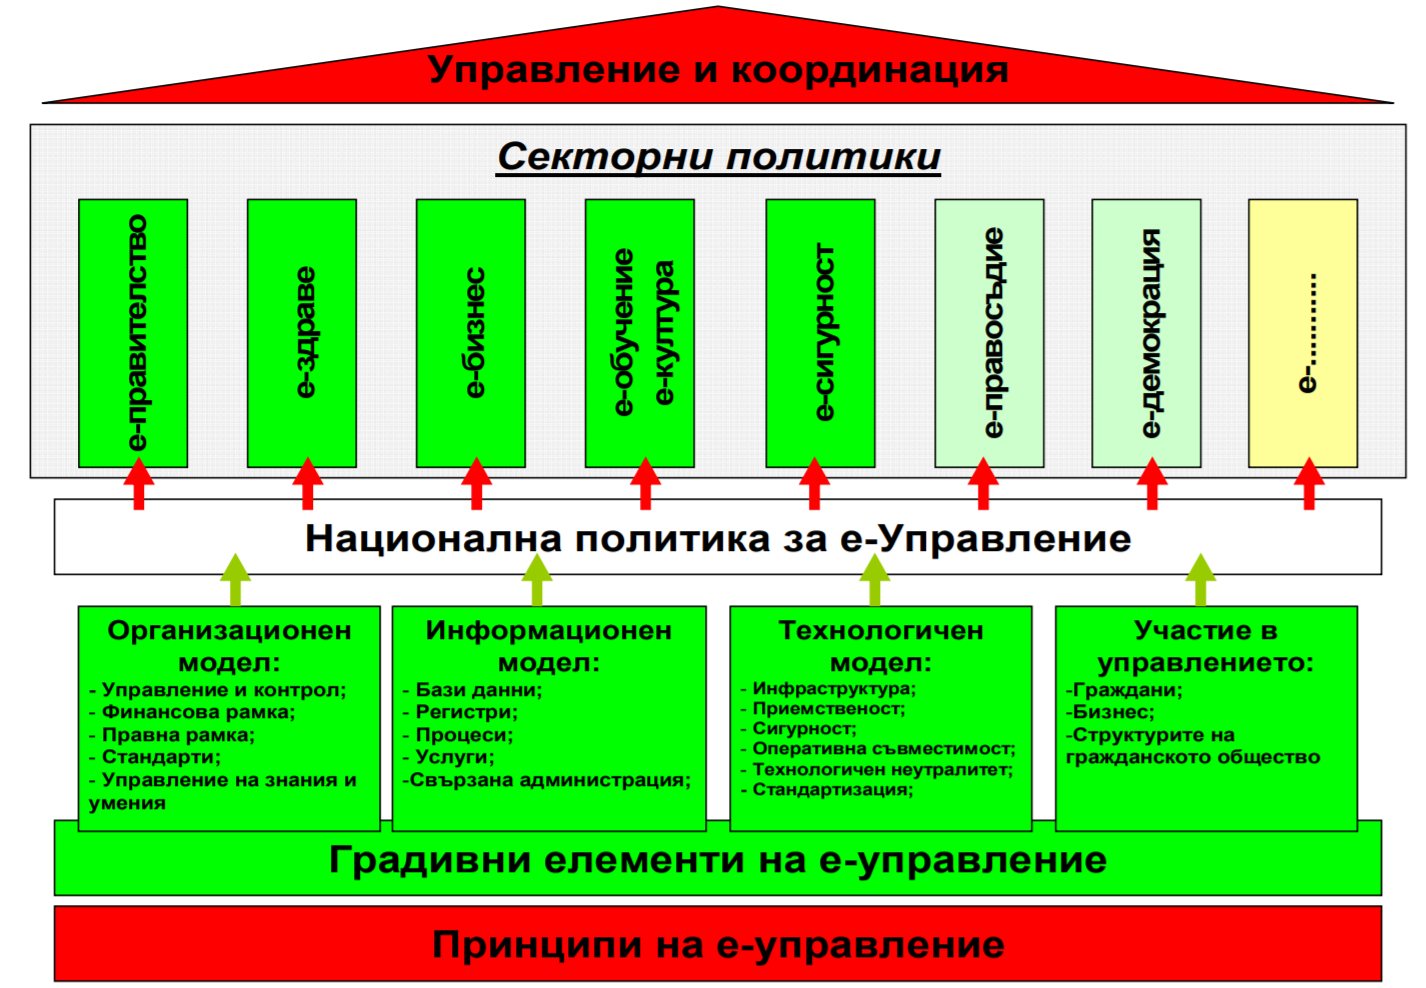 Управление и координация
Секторни политики
е-правителство
е-здраве
е-бизнес
е-обучение
е-култура
е-сигурност
е-правосъдие
е-демокрация
е-............
Национална политика за е-Управление
Организационен
модел:
- Управление и контрол;
- Финансова рамка;
- Правна рамка;
- Стандарти;
- Управление на знания и
умения
Информационен
модел:
- Бази данни;
- Регистри;
- Процеси;
- Услуги;
-Свързана администрация;
Технологичен
модел:
- Инфраструктура;
- Приемственост;
- Сигурност;
- Оперативна съвместимост;
- Технологичен неутралитет;
- Стандартизация;
Участие в
управлението:
-Граждани;
-Бизнес;
-Структурите на
гражданското общество
Градивни елементи на е-управление
Принципи на е-управление